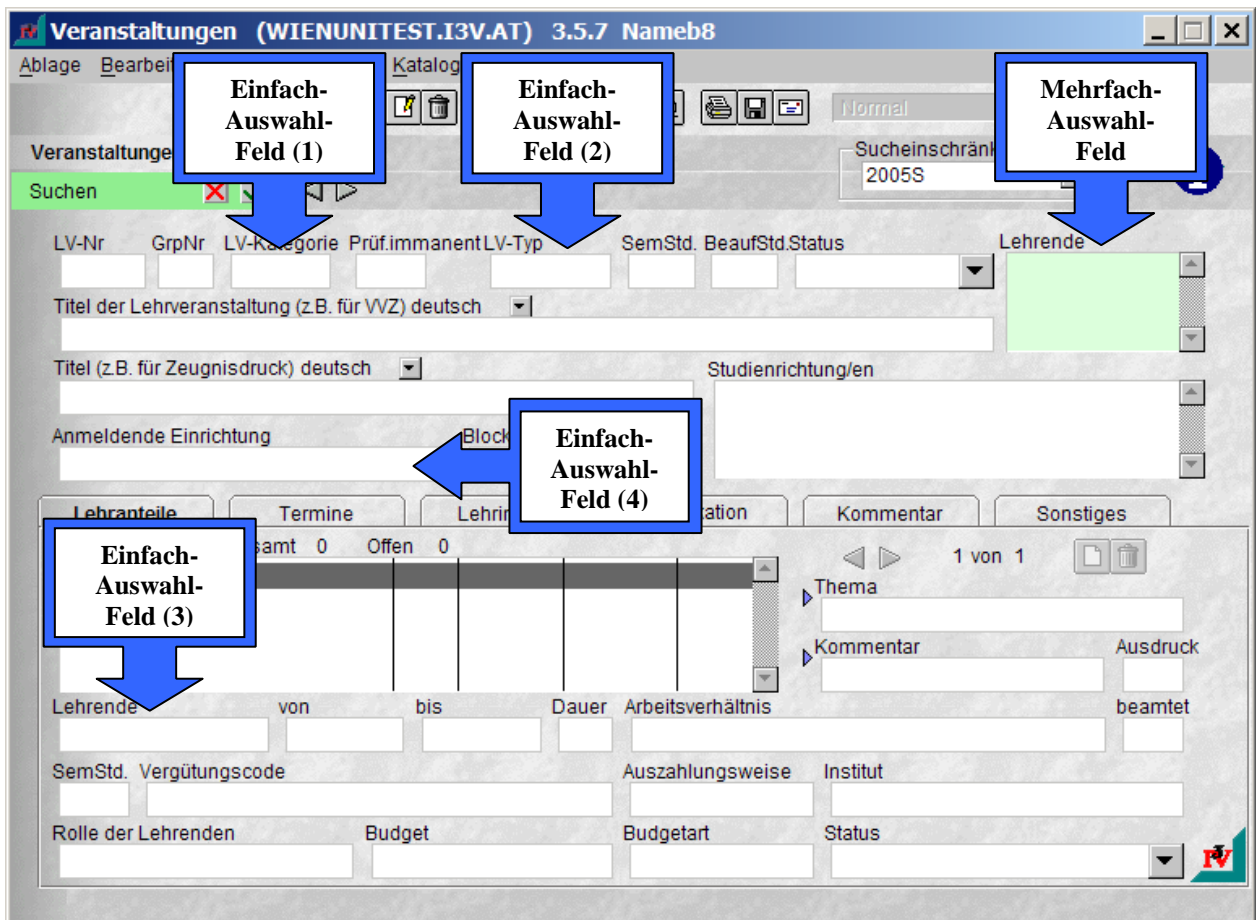 Veranstaltungen (WIENUNITEST.I3V.AT) 3.5.7 Nameb8
Ablage Bearbeit Katalog
Einfach-
Auswahl-
Feld (1)
Einfach-
Auswahl-
Feld (2)
Mehrfach-
Auswahl-
Feld
Normal
Veranstaltunge
Sucheinschränk
2005S
Suchen
LV-Nr GrpNr LV-Kategorie Prüf.immanent LV-Typ SemStd. BeaufStd. Status Lehrende
Titel der Lehrveranstaltung (z.B. für VVZ) deutsch
Titel (z.B. für Zeugnisdruck) deutsch Studienrichtung/en
Anmeldende Einrichtung Block
Einfach-
Auswahl-
Feld (4)
Lehranteile Termine Lehrin tation Kommentar Sonstiges
Einfach-
Auswahl-
Feld (3)
samt 0 Offen 0 1 von 1
Thema
Kommentar Ausdruck
Lehrende von bis Dauer Arbeitsverhältnis beamtet
SemStd. Vergütungscode Auszahlungsweise Institut
Rolle der Lehrenden Budget Budgetart Status